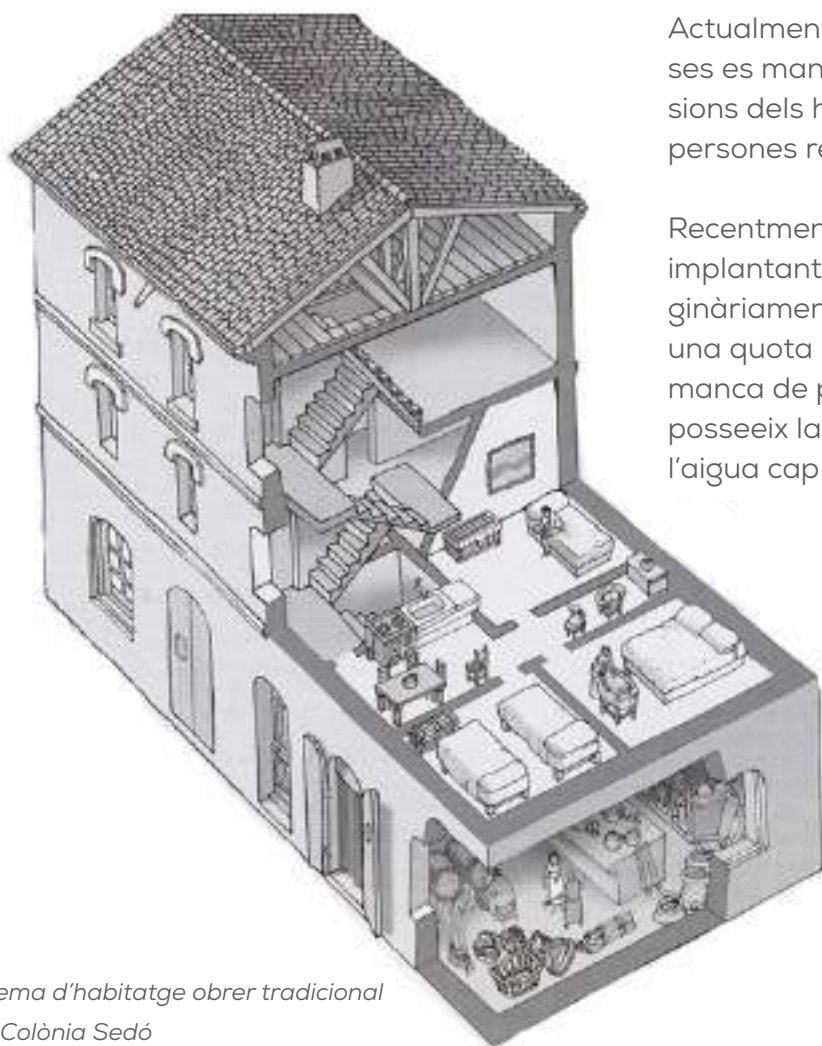 Actualment
ses es man
sions dels h
persones re
Recentmen
implantant
ginàriamen
una quota
manca de p
posseeix la
l'aigua cap
ema d'habitatge obrer tradicional
Colònia Sedó